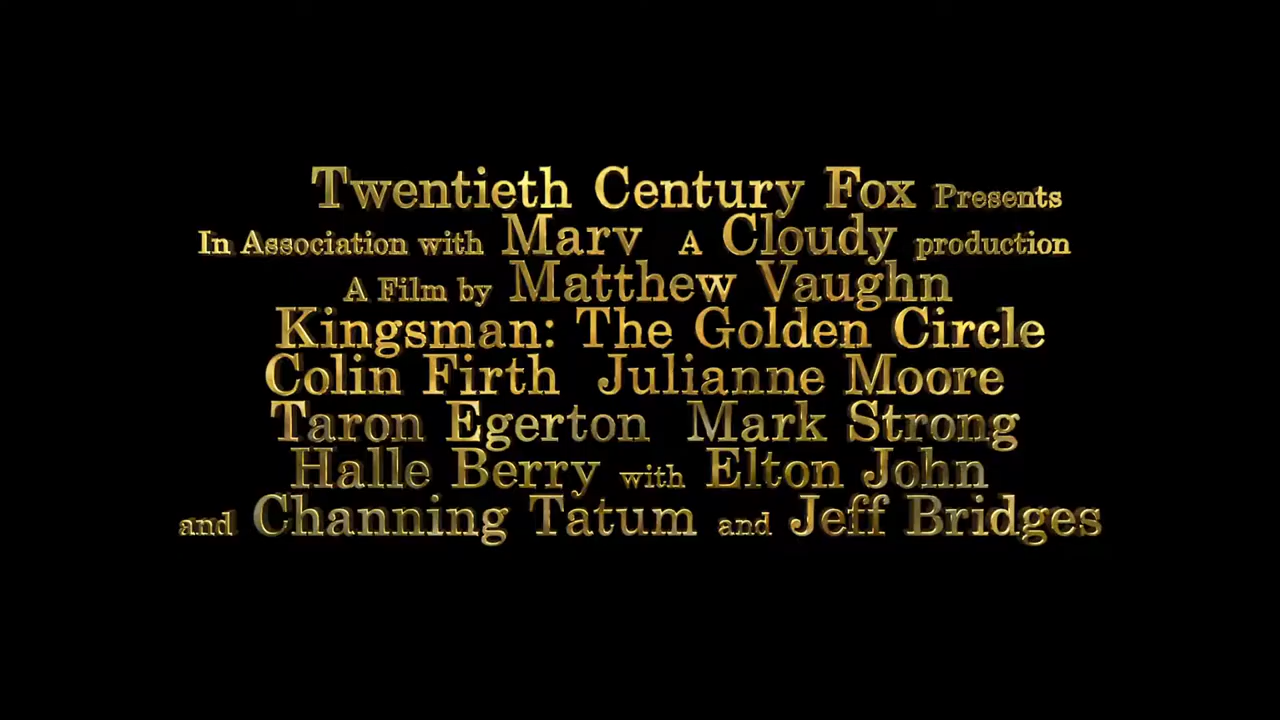 Twentieth Century Fox Presents
In Association with Marv A Cloudy production
A Film by Matthew Vaughn
Kingsman: The Golden Circle
Colin Firth Julianne Moore
Taron Egerton Mark Strong
Halle Berry with Elton John
and Channing Tatum and Jeff Bridges